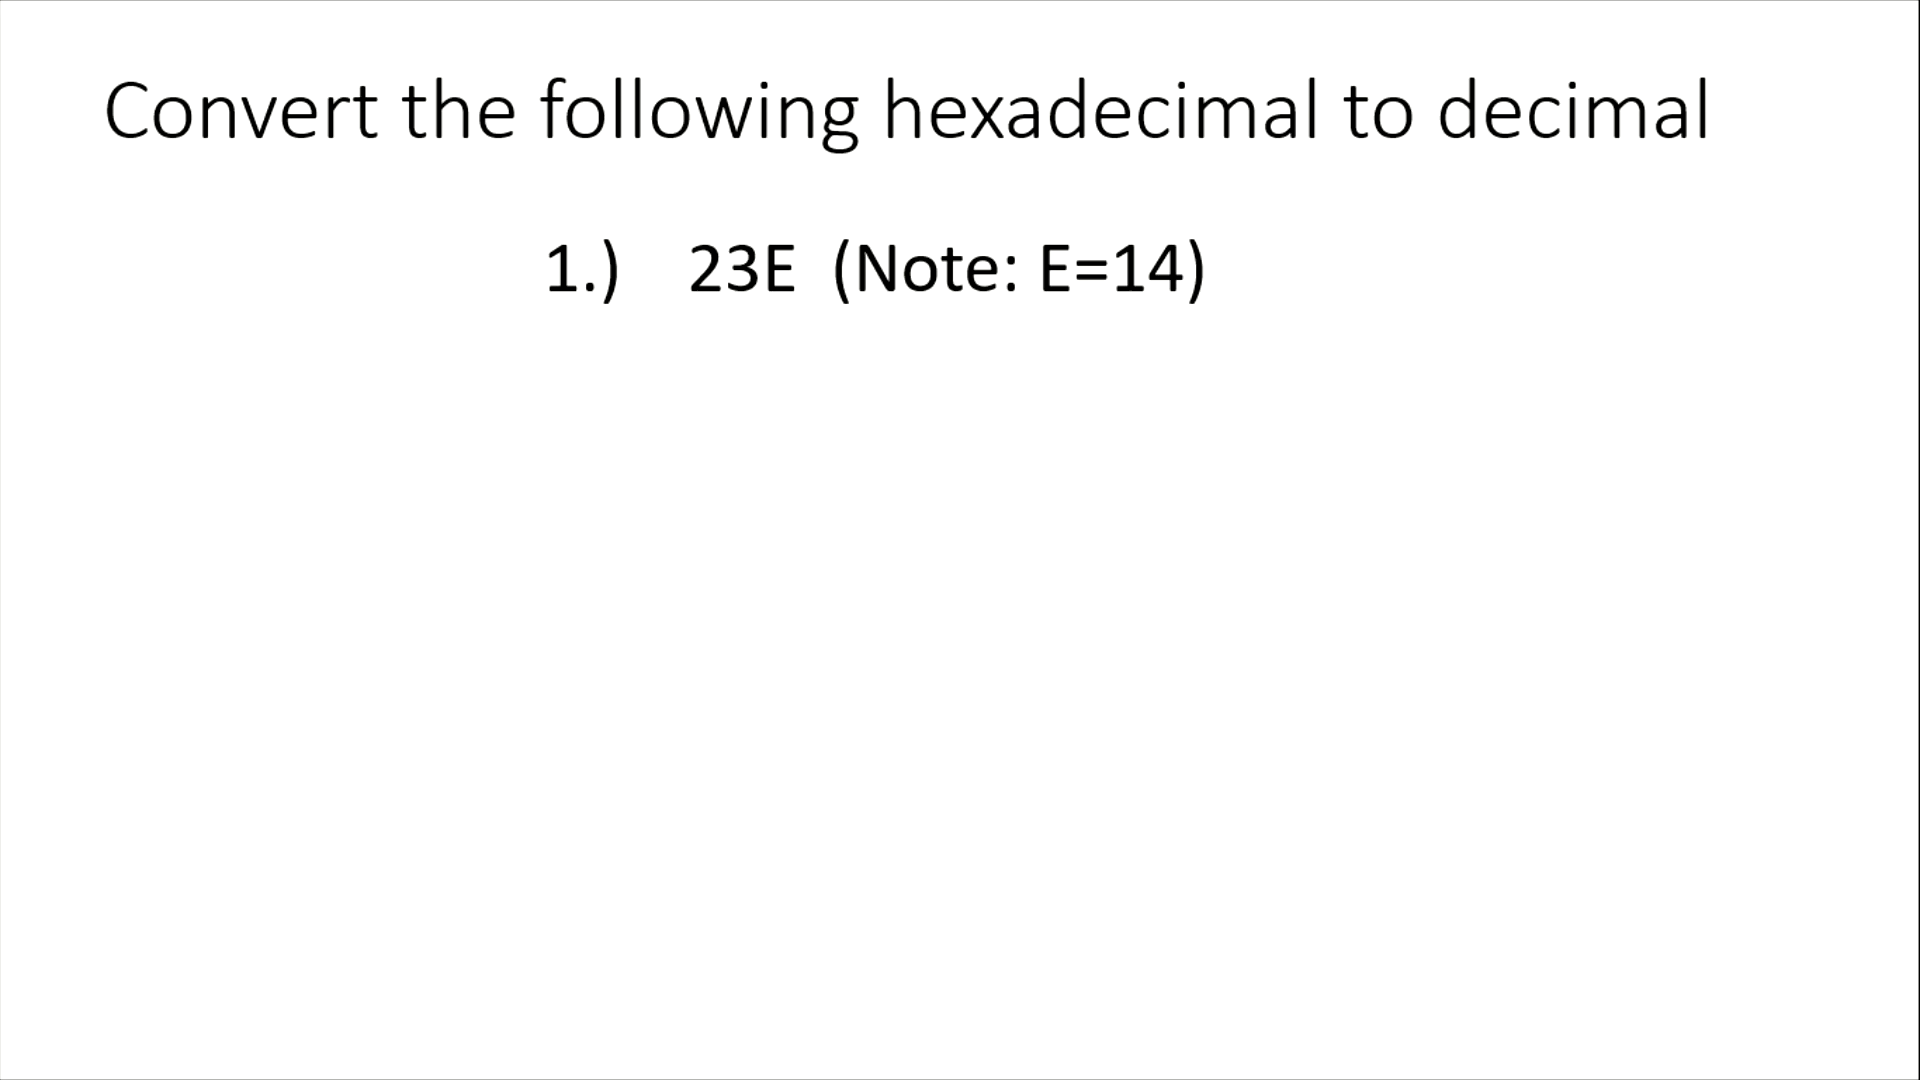 Convert the following hexadecimal to decimal
1.) 23E (Note: E=14)